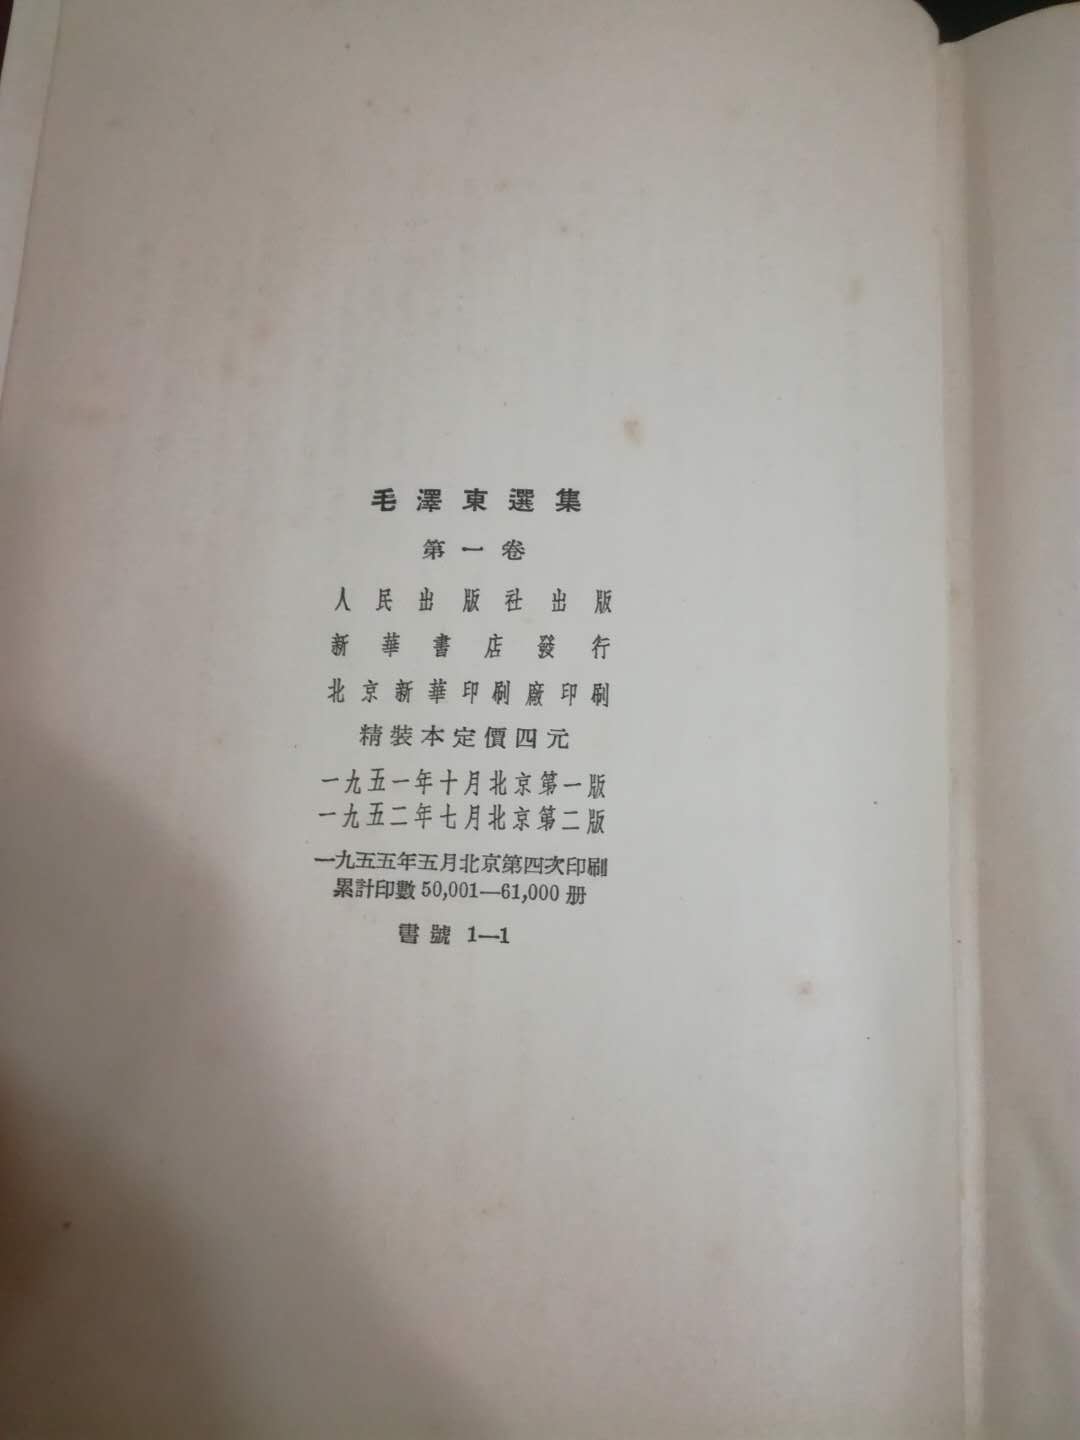 毛澤東選集
第一卷
人民出版社出版
新華書店發行
北京新華印刷廠印刷
精裝本定價四元
一九五一年十月北京第一版
一九五二年七月北京第二版
一九五五年五月北京第四次印刷
累計印數 50,001—61,000 册
書號 1—1